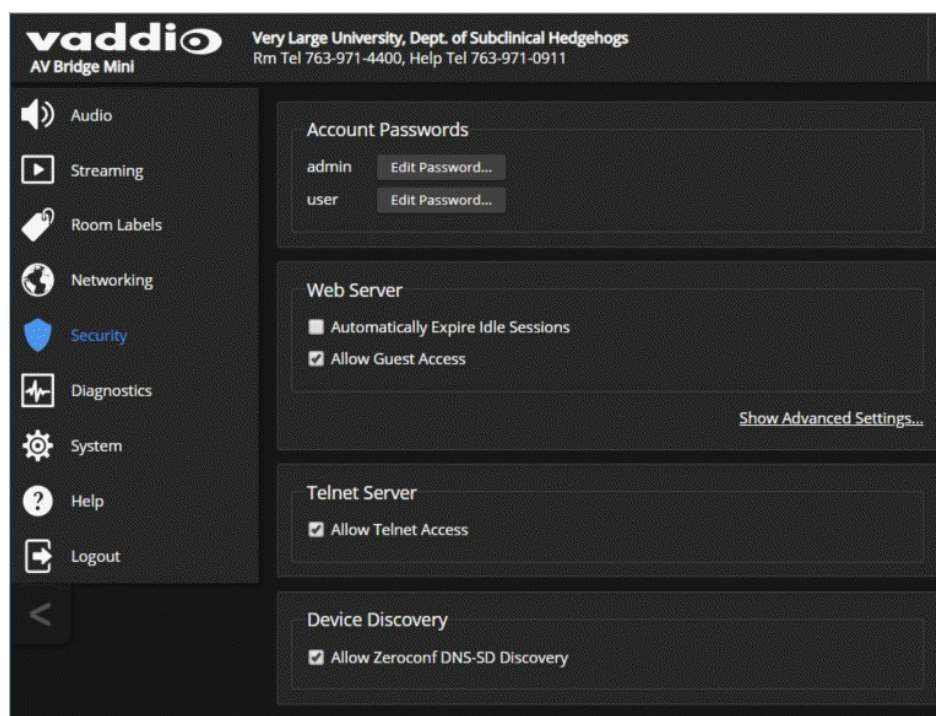 vaddio
AV Bridge Mini
Very Large University, Dept. of Subclinical Hedgehogs
Rm Tel 763-971-4400, Help Tel 763-971-0911
Audio
Streaming
Room Labels
Networking
Security
Diagnostics
System
Help
Logout
<
Account Passwords
admin Edit Password...
user Edit Password...
Web Server
Automatically Expire Idle Sessions
Allow Guest Access
Show Advanced Settings...
Telnet Server
Allow Telnet Access
Device Discovery
Allow Zeroconf DNS-SD Discovery